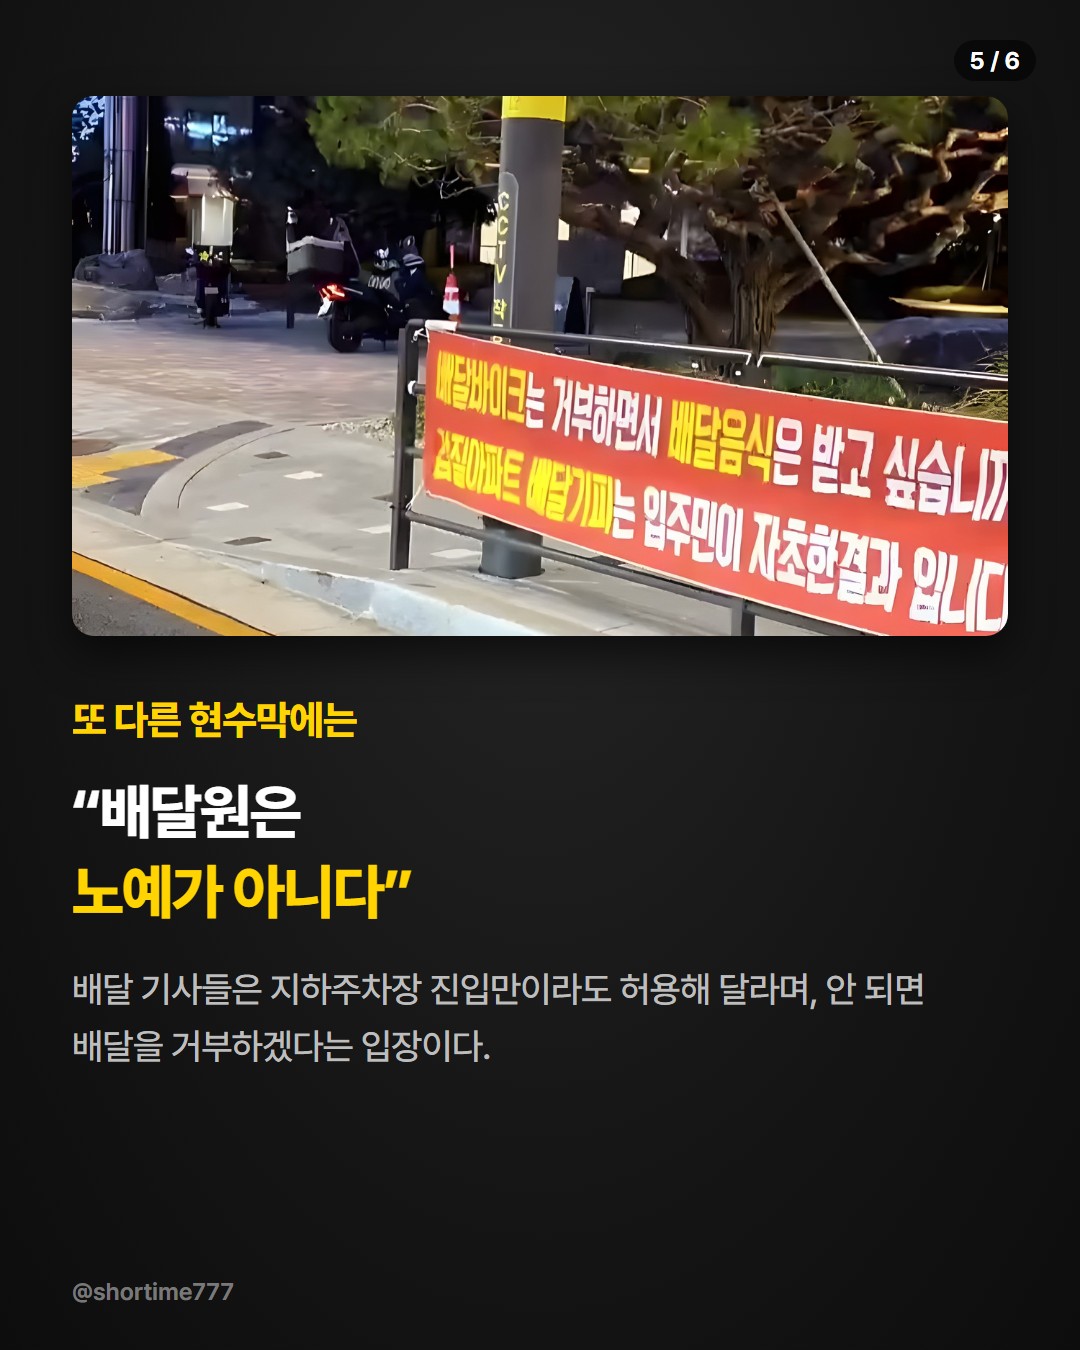 5 / 6
CCTV 작
배달바이크는 거부하면서 배달음식은 받고 싶습니까
갑질아파트 배달기피는 입주민이 자초한결과 입니다
또 다른 현수막에는
“배달원은
노예가 아니다”
배달 기사들은 지하주차장 진입만이라도 허용해 달라며, 안 되면
배달을 거부하겠다는 입장이다.
@shortime777